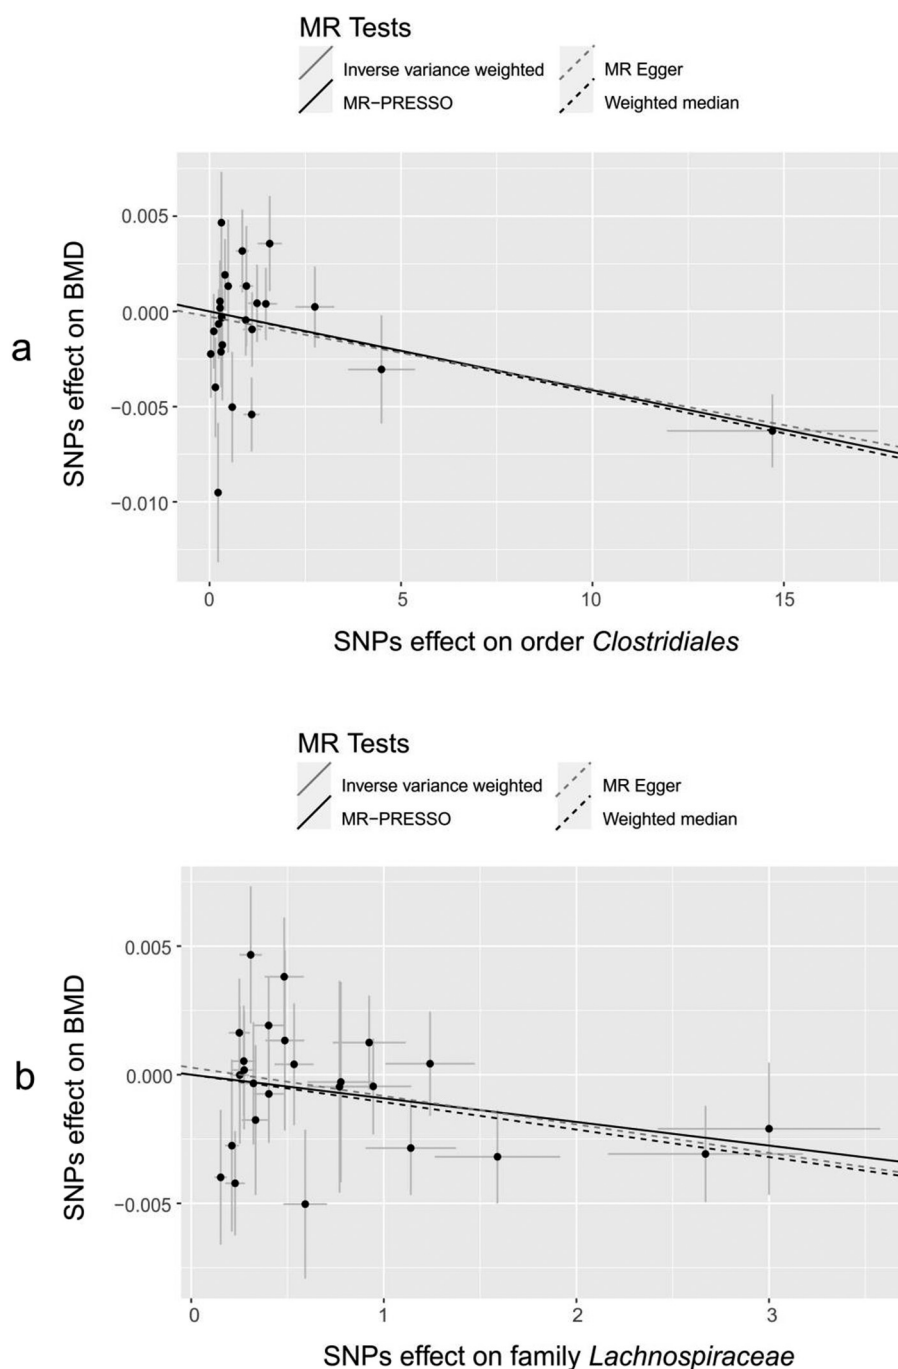 MR Tests
Inverse variance weighted MR Egger
MR−PRESSO Weighted median
a
SNPs effect on BMD
0.005
0.000
−0.005
−0.010
0 5 10 15
SNPs effect on order Clostridiales
MR Tests
Inverse variance weighted MR Egger
MR−PRESSO Weighted median
b
SNPs effect on BMD
0.005
0.000
−0.005
0 1 2 3
SNPs effect on family Lachnospiraceae